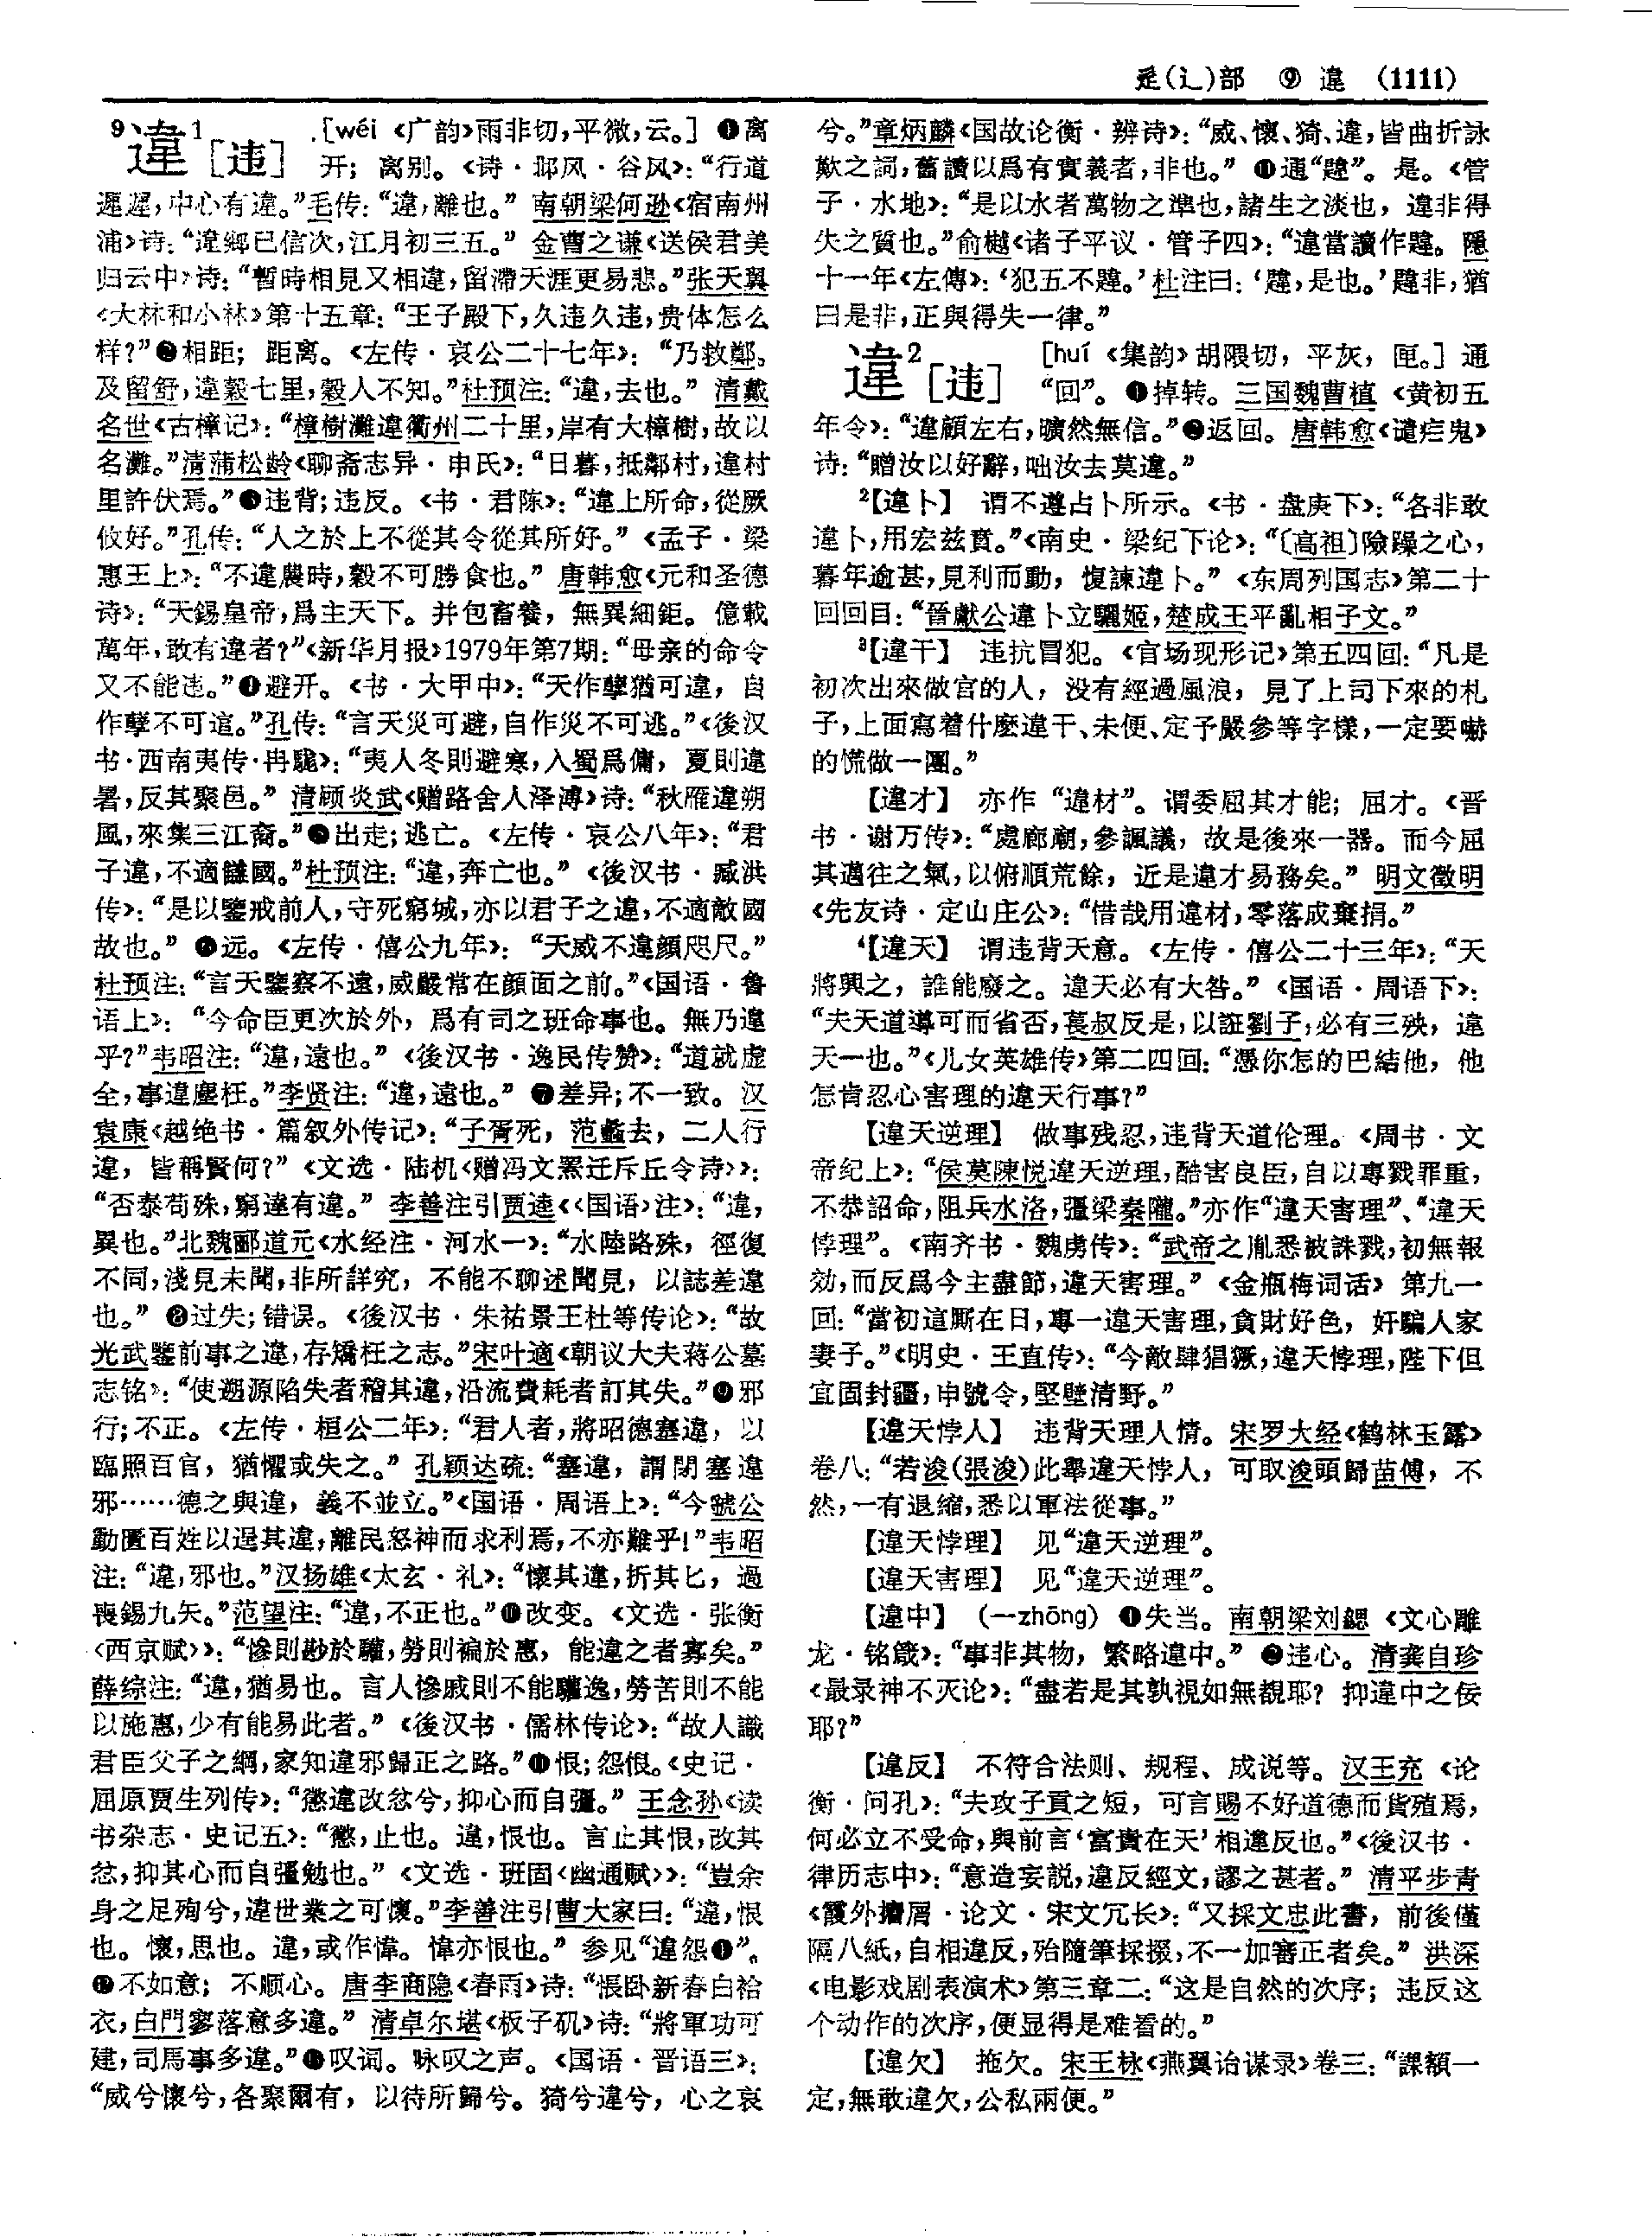 辵(辶)部 ⑨ 違 (1111)
9違1[违] [wéi《广韵》雨非切,平微,云。] ❶离
开；离别。《诗·邶风·谷风》：“行道
遲遲，中心有違。”毛传：“違，離也。”南朝梁何逊《宿南州
浦》诗：“違鄉已信次，江月初三五。”金曹之谦《送侯君美
归云中》诗：“暫時相見又相違，留滯天涯更易悲。”张天翼
《大林和小林》第十五章：“王子殿下，久违久违，贵体怎么
样？”❷相距；距离。《左传·哀公二十七年》：“乃救鄭。
及留舒，違穀七里，穀人不知。”杜预注：“違，去也。”清戴
名世《古樟记》：“樟樹灘違衢州二十里，岸有大樟樹，故以
名灘。”清蒲松龄《聊斋志异·申氏》：“日暮，抵鄰村，違村
里許伏焉。”❸违背；违反。《书·君陈》：“違上所命，從厥
攸好。”孔传：“人之於上不從其令從其所好。”《孟子·梁
惠王上》：“不違農時，穀不可勝食也。”唐韩愈《元和圣德
诗》：“天錫皇帝，爲主天下。并包畜養，無異細鉅。億載
萬年，敢有違者？”《新华月报》1979年第7期：“母亲的命令
又不能违。”❹避开。《书·太甲中》：“天作孽猶可違，自
作孽不可逭。”孔传：“言天災可避，自作災不可逃。”《後汉
书·西南夷传·冉駹》：“夷人冬則避寒，入蜀爲傭，夏則違
暑，反其聚邑。”清顾炎武《赠路舍人泽溥》诗：“秋雁違朔
風，來集三江裔。”❺出走；逃亡。《左传·哀公八年》：“君
子違，不適讎國。”杜预注：“違，奔亡也。”《後汉书·臧洪
传》：“是以鑒戒前人，守死窮城，亦以君子之違，不適敵國
故也。”❻远。《左传·僖公九年》：“天威不違顔咫尺。”
杜预注：“言天鑒察不遠，威嚴常在顔面之前。”《国语·鲁
语上》：“今命臣更次於外，爲有司之班命事也。無乃違
乎？”韦昭注：“違，遠也。”《後汉书·逸民传赞》：“道就虚
全，事違塵枉。”李贤注：“違，遠也。”❼差异；不一致。汉
袁康《越绝书·篇叙外传记》：“子胥死，范蠡去，二人行
違，皆稱賢何？”《文选·陆机〈赠冯文罴迁斥丘令诗〉》：
“否泰苟殊，窮達有違。”李善注引贾逵《〈国语〉注》：“違，
異也。”北魏郦道元《水经注·河水一》：“水陸路殊，徑復
不同，淺見末聞，非所詳究，不能不聊述聞見，以誌差違
也。”❽过失；错误。《後汉书·朱祐景王杜等传论》：“故
光武鑒前事之違，存矯枉之志。”宋叶適《朝议大夫蒋公墓
志铭》：“使遡源陷失者稽其違，沿流費耗者訂其失。”❾邪
行；不正。《左传·桓公二年》：“君人者，將昭德塞違，以
臨照百官，猶懼或失之。”孔颖达疏：“塞違，謂閉塞違
邪……德之與違，義不並立。”《国语·周语上》：“今虢公
動匱百姓以逞其違，離民怒神而求利焉，不亦難乎！”韦昭
注：“違，邪也。”汉扬雄《太玄·礼》：“懷其違，折其匕，過
喪錫九矢。”范望注：“違，不正也。”❿改变。《文选·张衡
〈西京赋〉》：“慘則尠於驩，勞則褊於惠，能違之者寡矣。”
薛综注：“違，猶易也。言人慘戚則不能驩逸，勞苦則不能
以施惠，少有能易此者。”《後汉书·儒林传论》：“故人識
君臣父子之綱，家知違邪歸正之路。”⓫恨；怨恨。《史记·
屈原贾生列传》：“懲違改忿兮，抑心而自彊。”王念孙《读
书杂志·史记五》：“懲，止也。違，恨也。言止其恨，改其
忿，抑其心而自彊勉也。”《文选·班固〈幽通赋〉》：“豈余
身之足殉兮，違世業之可懷。”李善注引曹大家曰：“違，恨
也。懷，思也。違，或作愇。愇亦恨也。”参见“違怨❶”。
⓬不如意；不顺心。唐李商隐《春雨》诗：“悵卧新春白袷
衣，白門寥落意多違。”清卓尔堪《板子矶》诗：“將軍功可
建，司馬事多違。”⓭叹词。咏叹之声。《国语·晋语三》：
“威兮懷兮，各聚爾有，以待所歸兮。猗兮違兮，心之哀
兮。”章炳麟《国故论衡·辨诗》：“威、懷、猗、違，皆曲折詠
歎之詞，舊讀以爲有實義者，非也。”⓮通“韙”。是。《管
子·水地》：“是以水者萬物之準也，諸生之淡也，違非得
失之質也。”俞樾《诸子平议·管子四》：“違當讀作韙。隱
十一年《左傳》：‘犯五不韙。’杜注曰：‘韙，是也。’韙非，猶
曰是非，正與得失一律。”
違2[违] [huí《集韵》胡隈切，平灰，匣。] 通
“回”。❶掉转。三国魏曹植《黄初五
年令》：“違顧左右，曠然無信。”❷返回。唐韩愈《谴疟鬼》
诗：“贈汝以好辭，咄汝去莫違。”
2【違卜】 谓不遵占卜所示。《书·盘庚下》：“各非敢
違卜，用宏兹賁。”《南史·梁纪下论》：“〔高祖〕險躁之心，
暮年逾甚，見利而動，愎諫違卜。”《东周列国志》第二十
回回目：“晉獻公違卜立驪姬，楚成王平亂相子文。”
3【違干】 违抗冒犯。《官场现形记》第五四回：“凡是
初次出來做官的人，没有經過風浪，見了上司下來的札
子，上面寫着什麽違干、未便、定予嚴參等字樣，一定要嚇
的慌做一團。”
【違才】 亦作“違材”。谓委屈其才能；屈才。《晋
书·谢万传》：“處廊廟，參諷議，故是後來一器。而今屈
其邁往之氣，以俯順荒餘，近是違才易務矣。”明文徵明
《先友诗·定山庄公》：“惜哉用違材，零落成棄捐。”
4【違天】 谓违背天意。《左传·僖公二十三年》：“天
將興之，誰能廢之。違天必有大咎。”《国语·周语下》：
“夫天道導可而省否，萇叔反是，以誑劉子，必有三殃，違
天一也。”《儿女英雄传》第二四回：“憑你怎的巴結他，他
怎肯忍心害理的違天行事？”
【違天逆理】 做事残忍，违背天道伦理。《周书·文
帝纪上》：“侯莫陳悦違天逆理，酷害良臣，自以專戮罪重，
不恭詔命，阻兵水洛，彊梁秦隴。”亦作“違天害理”、“違天
悖理”。《南齐书·魏虏传》：“武帝之胤悉被誅戮，初無報
効，而反爲今主盡節，違天害理。”《金瓶梅词话》第九一
回：“當初這厮在日，專一違天害理，貪財好色，奸騙人家
妻子。”《明史·王直传》：“今敵肆猖獗，違天悖理，陛下但
宜固封疆，申號令，堅壁清野。”
【違天悖人】 违背天理人情。宋罗大经《鹤林玉露》
卷八：“若浚(張浚)此舉違天悖人，可取浚頭歸苗傅，不
然，一有退縮，悉以軍法從事。”
【違天悖理】 见“違天逆理”。
【違天害理】 见“違天逆理”。
【違中】 (—zhōng) ❶失当。南朝梁刘勰《文心雕
龙·铭箴》：“事非其物，繁略違中。”❷违心。清龚自珍
《最录神不灭论》：“盡若是其孰視如無覩耶？抑違中之佞
耶？”
【違反】 不符合法则、规程、成说等。汉王充《论
衡·问孔》：“夫攻子貢之短，可言賜不好道德而貨殖焉，
何必立不受命，與前言‘富貴在天’相違反也。”《後汉书·
律历志中》：“意造妄説，違反經文，謬之甚者。”清平步青
《霞外攟屑·论文·宋文冗长》：“又採文忠此書，前後僅
隔八紙，自相違反，殆隨筆採掇，不一加審正者矣。”洪深
《电影戏剧表演术》第三章二：“这是自然的次序；违反这
个动作的次序，便显得是难看的。”
【違欠】 拖欠。宋王栐《燕翼诒谋录》卷三：“課額一
定，無敢違欠，公私兩便。”